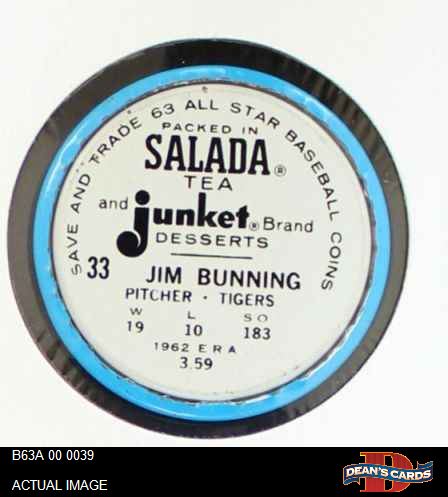 SAVE AND TRADE 63 ALL STAR BASEBALL COINS
PACKED IN
SALADA®
TEA
and junket® Brand
DESSERTS
33 JIM BUNNING
PITCHER · TIGERS
W L SO
19 10 183
1962 ERA
3.59
B63A 00 0039
ACTUAL IMAGE
D
DEAN'S CARDS